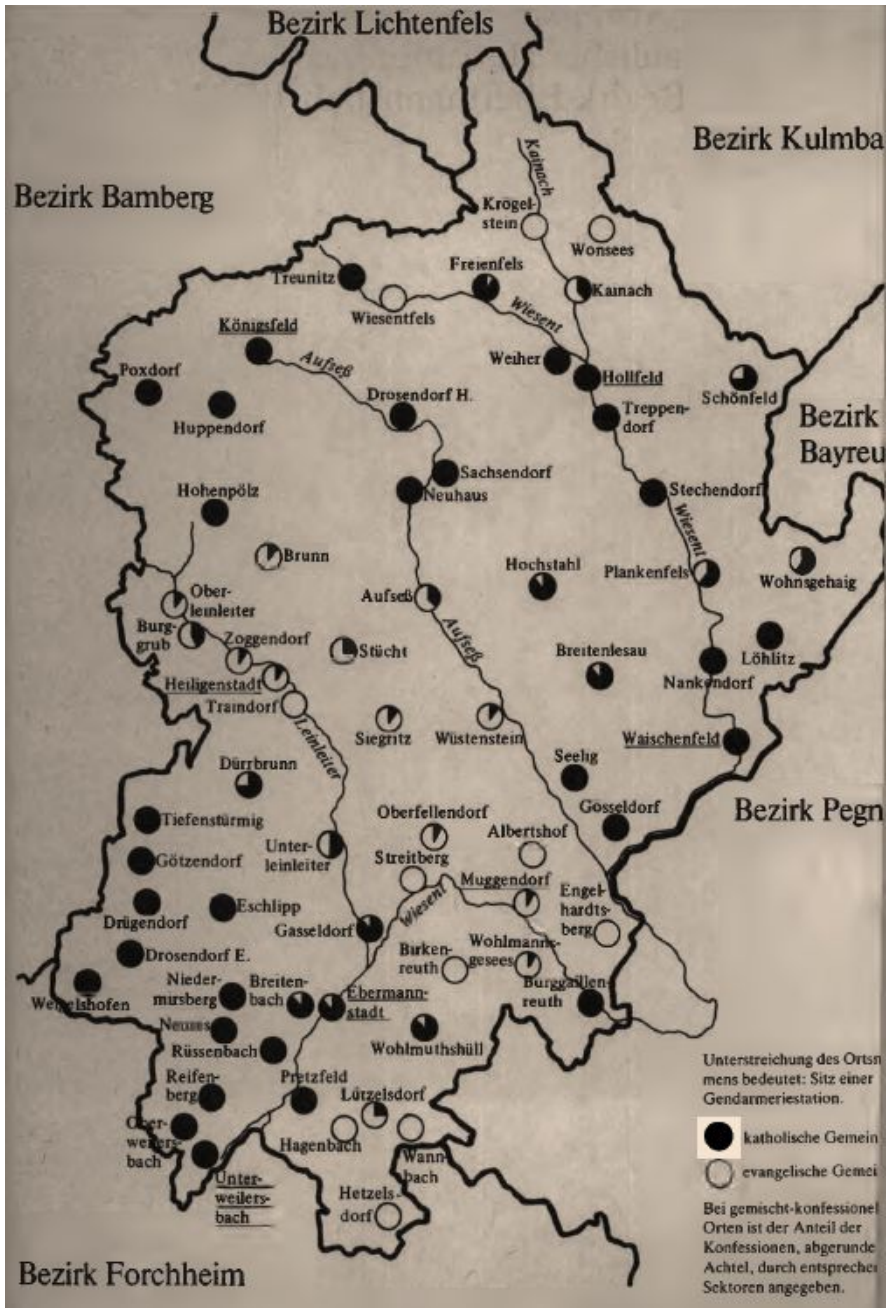 Bezirk Lichtenfels
Bezirk Kulmba
Bezirk Bamberg
Kainach
Krögel-
stein
Wonsees
Treunitz
Freienfels
Kainach
Wiesentfels
Wiesent
Königsfeld
Aufseß
Weiher
Hollfeld
Schönfeld
Poxdorf
Drosendorf H.
Treppen-
dorf
Huppendorf
Bezirk
Bayreu
Sachsendorf
Neuhaus
Stechendorf
Hohenpölz
Wiesent
Brunn
Hochstahl
Plankenfels
Wohnsgehaig
Ober-
leinleiter
Aufseß
Burg-
grub
Zoggendorf
Stücht
Aufseß
Breitenlesau
Löhlitz
Heiligenstadt
Nankendorf
Traindorf
Leinleiter
Siegritz
Wüstenstein
Waischenfeld
Dürrbrunn
Seelig
Tiefenstürmig
Oberfellendorf
Albertshof
Gösseldorf
Bezirk Pegn
Unter-
leinleiter
Götzendorf
Streitberg
Muggendorf
Engel-
hardts-
berg
Drügendorf
Eschlipp
Gasseldorf
Wiesent
Drosendorf E.
Birken-
reuth
Wohlmanns-
gesees
Weigelshofen
Nieder-
mirsberg
Breiten-
bach
Ebermann-
stadt
Burggaillen-
reuth
Neuses
Rüssenbach
Wohlmuthshüll
Reifen-
berg
Pretzfeld
Lürzelsdorf
Ober-
weilers-
bach
Hagenbach
Wann-
bach
Unter-
weilers-
bach
Hetzels-
dorf
Bezirk Forchheim
Unterstreichung des Ortsn
mens bedeutet: Sitz einer
Gendarmeriestation.
katholische Gemein
evangelische Gemei
Bei gemischt-konfessionel
Orten ist der Anteil der
Konfessionen, abgerunde
Achtel, durch entspreche
Sektoren angegeben.